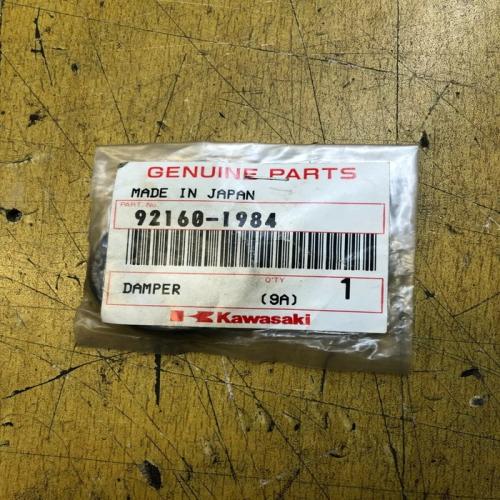 GENUINE PARTS
MADE IN JAPAN
PART. No.
92160-1984
DAMPER
Q'TY
1
(9A)
Kawasaki